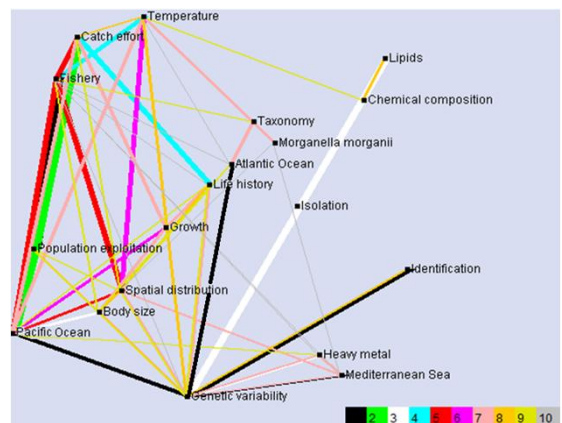 Temperature
Catch effort
Lipids
Fishery
Chemical composition
Taxonomy
Morganella morganii
Atlantic Ocean
Life history
Isolation
Growth
Population exploitation
Identification
Spatial distribution
Body size
Pacific Ocean
Heavy metal
Mediterranean Sea
Genetic variability
2 3 4 5 6 7 8 9 10